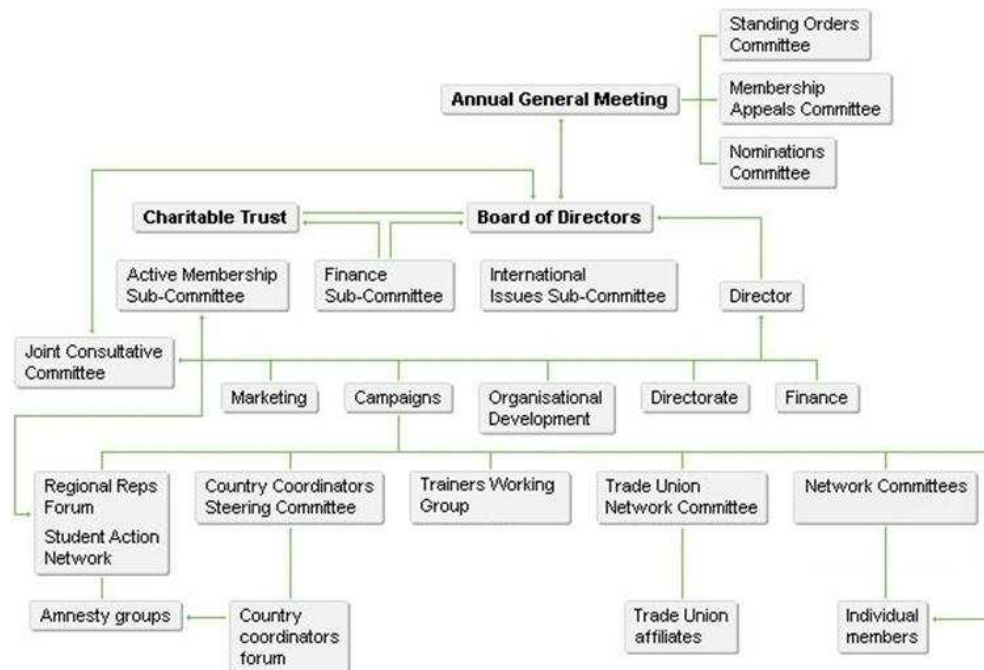 Standing Orders
Committee
Annual General Meeting
Membership
Appeals Committee
Nominations
Committee
Charitable Trust
Board of Directors
Active Membership
Sub-Committee
Finance
Sub-Committee
International
Issues Sub-Committee
Director
Joint Consultative
Committee
Marketing
Campaigns
Organisational
Development
Directorate
Finance
Regional Reps
Forum
Student Action
Network
Country Coordinators
Steering Committee
Trainers Working
Group
Trade Union
Network Committee
Network Committees
Amnesty groups
Country
coordinators
forum
Trade Union
affiliates
Individual
members